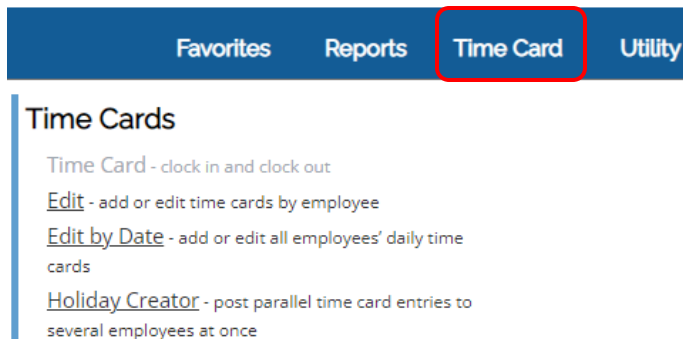 Favorites Reports Time Card Utility
Time Cards
Time Card - clock in and clock out
Edit - add or edit time cards by employee
Edit by Date - add or edit all employees’ daily time
cards
Holiday Creator - post parallel time card entries to
several employees at once